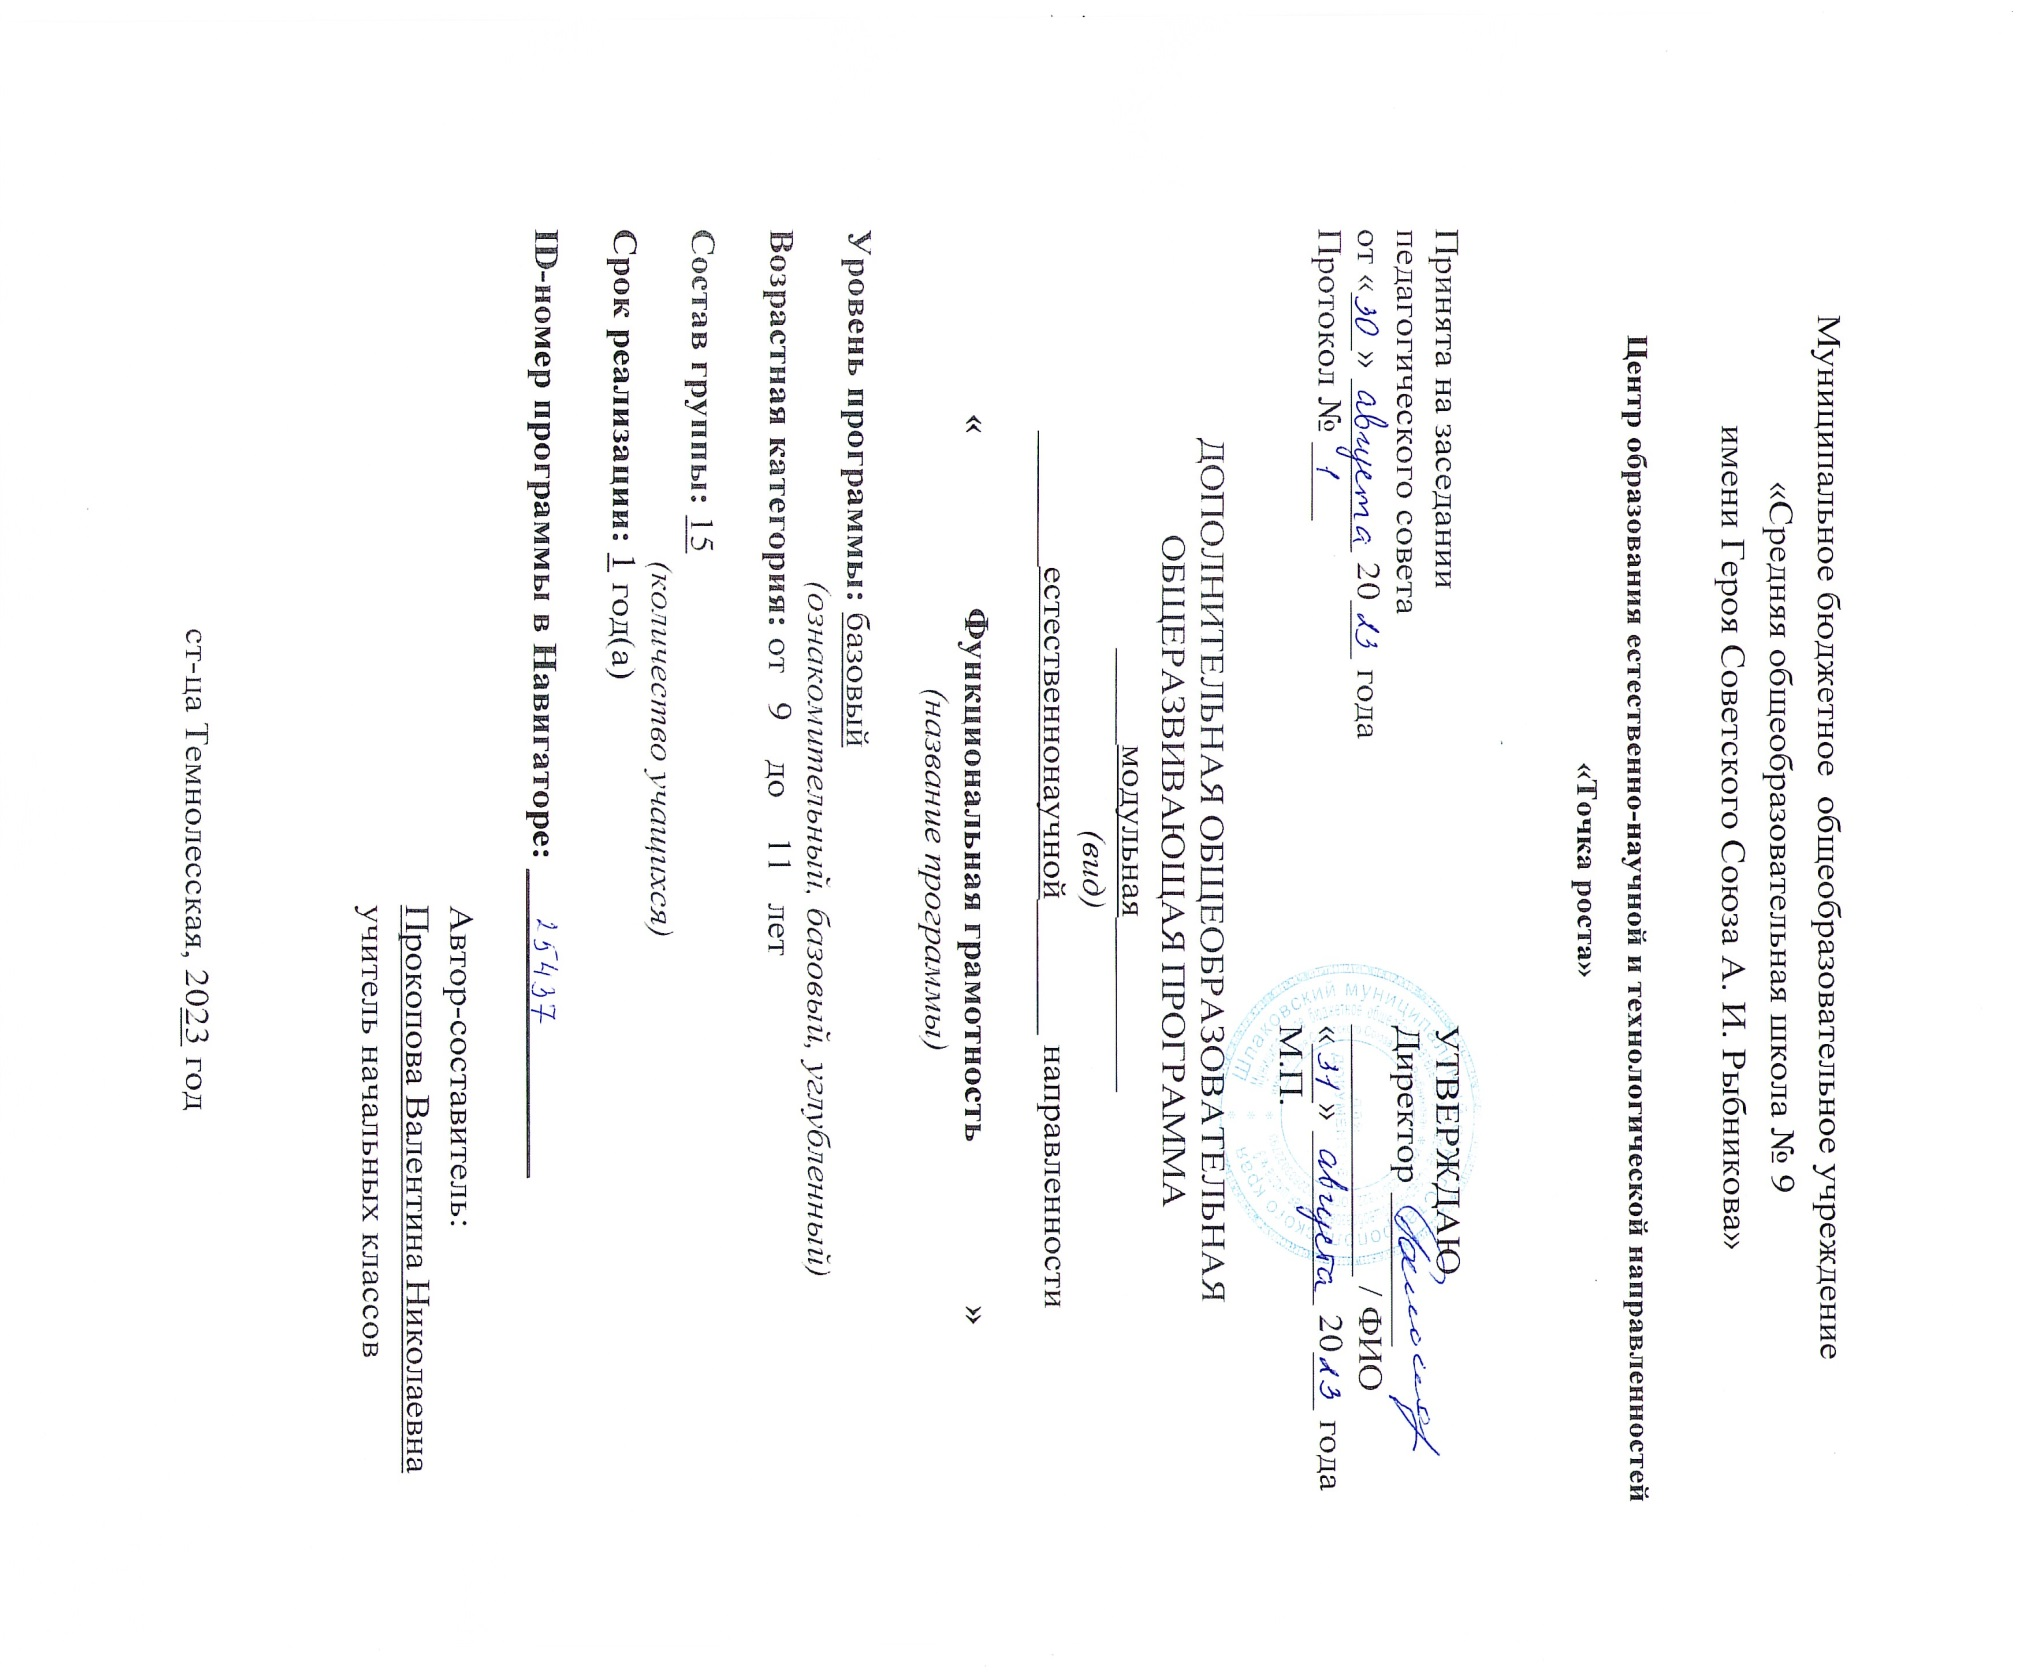 Муниципальное бюджетное общеобразовательное учреждение
«Средняя общеобразовательная школа № 9
имени Героя Советского Союза А. И. Рыбникова»
Центр образования естественно-научной и технологической направленностей
«Точка роста»
Принята на заседании
педагогического совета
от «30» августа 2023 года
Протокол № 1
УТВЕРЖДАЮ
Директор
/ ФИО
«31» августа 2023 года
М.П.
ДОПОЛНИТЕЛЬНАЯ ОБЩЕОБРАЗОВАТЕЛЬНАЯ
ОБЩЕРАЗВИВАЮЩАЯ ПРОГРАММА
модульная
(вид)
естественнонаучной направленности
« Функциональная грамотность »
(название программы)
Уровень программы: базовый
(ознакомительный, базовый, углубленный)
Возрастная категория: от 9 до 11 лет
Состав группы: 15
(количество учащихся)
Срок реализации: 1 год(а)
ID-номер программы в Навигаторе: 25437
Автор-составитель:
Прокопова Валентина Николаевна
учитель начальных классов
ст-ца Темнолесская, 2023 год